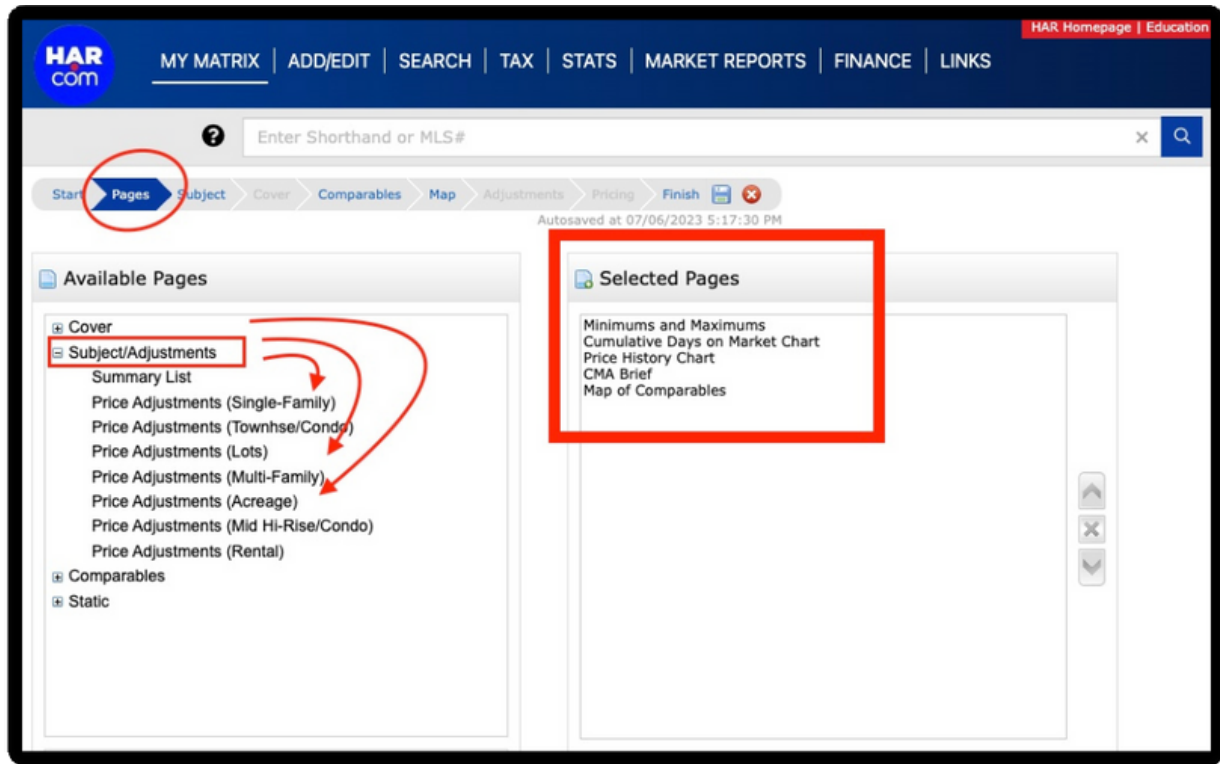 HAR Homepage | Education
HAR
com
MY MATRIX | ADD/EDIT | SEARCH | TAX | STATS | MARKET REPORTS | FINANCE | LINKS
Enter Shorthand or MLS#
Start Pages Subject Cover Comparables Map Adjustments Pricing Finish
Autosaved at 07/06/2023 5:17:30 PM
Available Pages
Cover
Subject/Adjustments
Summary List
Price Adjustments (Single-Family)
Price Adjustments (Townhse/Condo)
Price Adjustments (Lots)
Price Adjustments (Multi-Family)
Price Adjustments (Acreage)
Price Adjustments (Mid Hi-Rise/Condo)
Price Adjustments (Rental)
Comparables
Static
Selected Pages
Minimums and Maximums
Cumulative Days on Market Chart
Price History Chart
CMA Brief
Map of Comparables